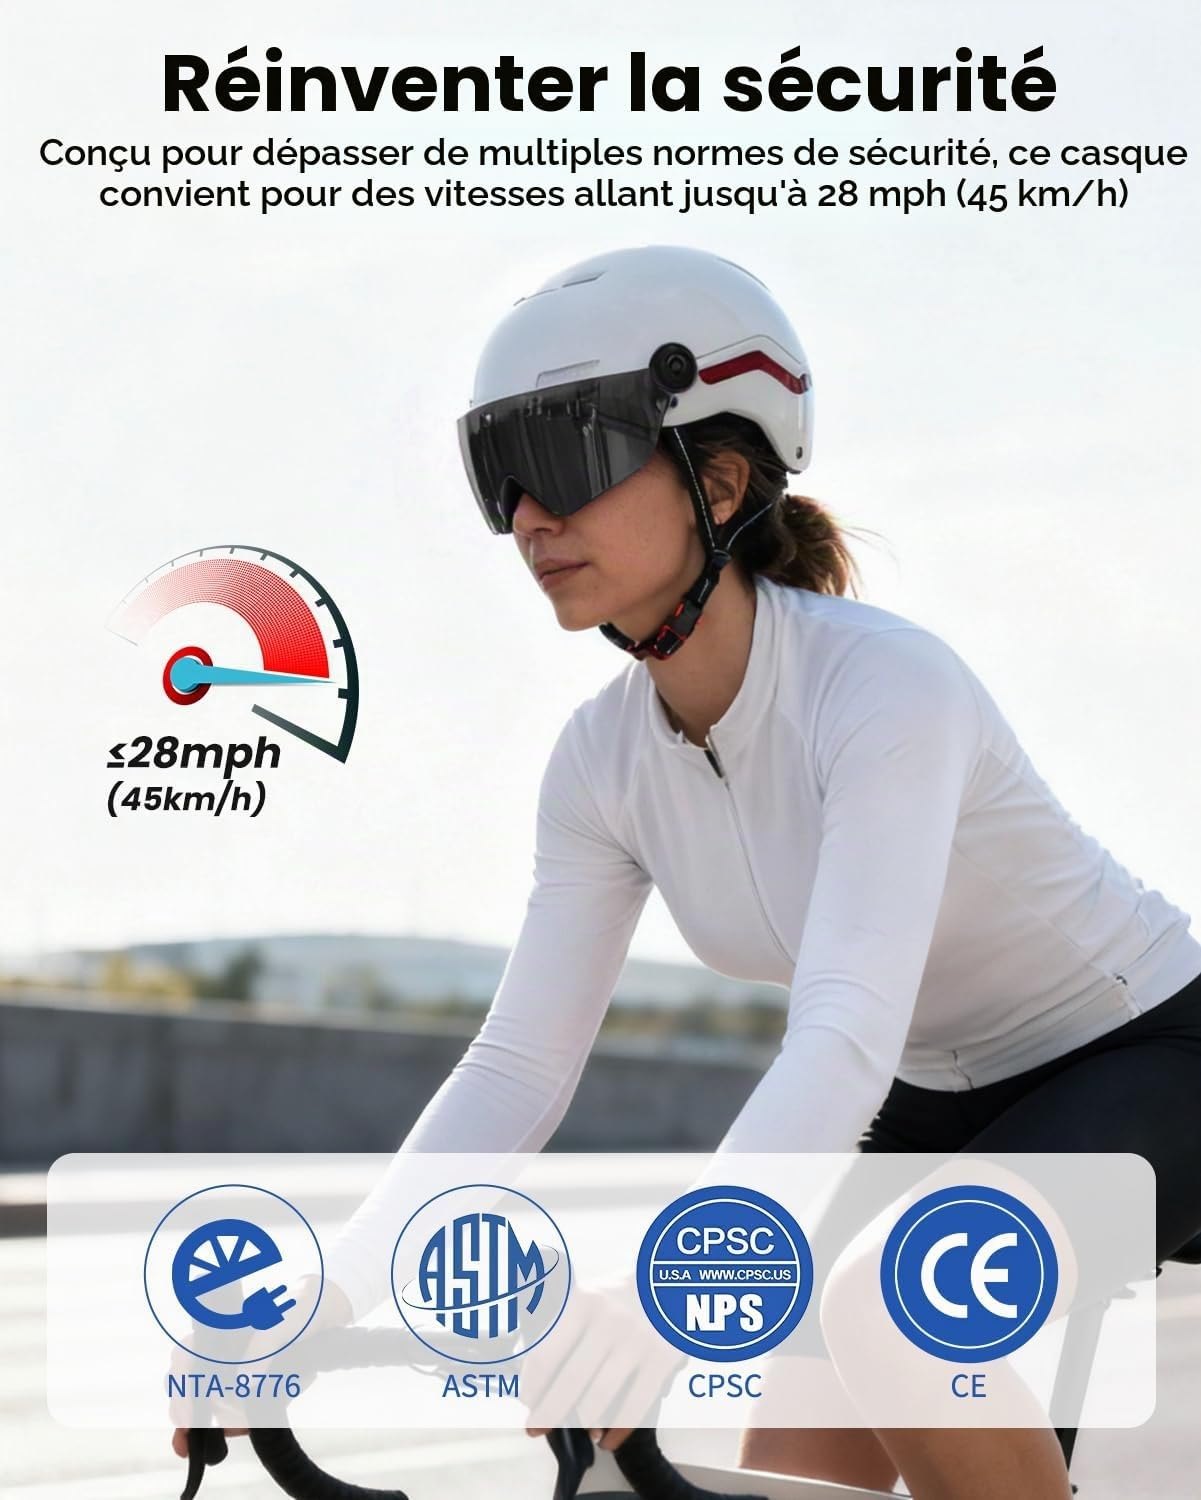 Réinventer la sécurité
Conçu pour dépasser de multiples normes de sécurité, ce casque
convient pour des vitesses allant jusqu'à 28 mph (45 km/h)
≤28mph
(45km/h)
ASTM
CPSC
U.S.A WWW.CPSC.US
NPS
CE
NTA-8776
ASTM
CPSC
CE